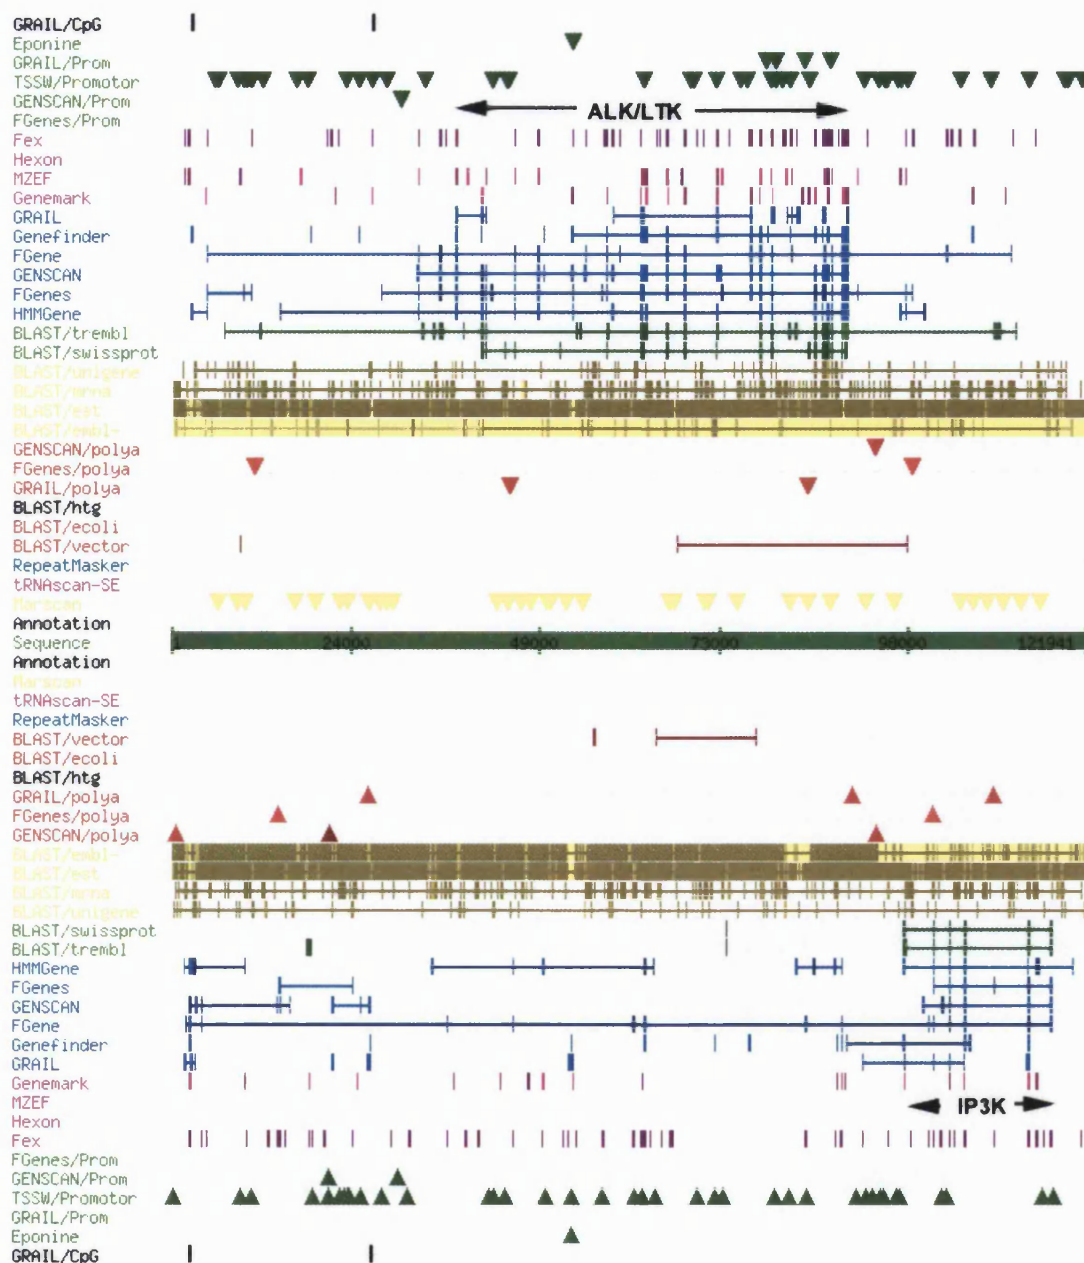 GRAIL/CpG
Eponine
GRAIL/Prom
TSSW/Promotor
GENSCAN/Prom
ALK/LTK
FGenes/Prom
Fex
Hexon
MZEF
Genemark
GRAIL
Genefinder
FGene
GENSCAN
FGenes
HMMGene
BLAST/trembl
BLAST/swissprot
BLAST/unigene
BLAST/mrna
BLAST/est
BLAST/embl-
GENSCAN/polya
FGenes/polya
GRAIL/polya
BLAST/htg
BLAST/ecoli
BLAST/vector
RepeatMasker
tRNAscan-SE
Marscan
Annotation
Sequence 1 24000 49000 73000 98000 121941
Annotation
Marscan
tRNAscan-SE
RepeatMasker
BLAST/vector
BLAST/ecoli
BLAST/htg
GRAIL/polya
FGenes/polya
GENSCAN/polya
BLAST/embl-
BLAST/est
BLAST/mrna
BLAST/unigene
BLAST/swissprot
BLAST/trembl
HMMGene
FGenes
GENSCAN
FGene
Genefinder
GRAIL
Genemark
MZEF IP3K
Hexon
Fex
FGenes/Prom
GENSCAN/Prom
TSSW/Promotor
GRAIL/Prom
Eponine
GRAIL/CpG